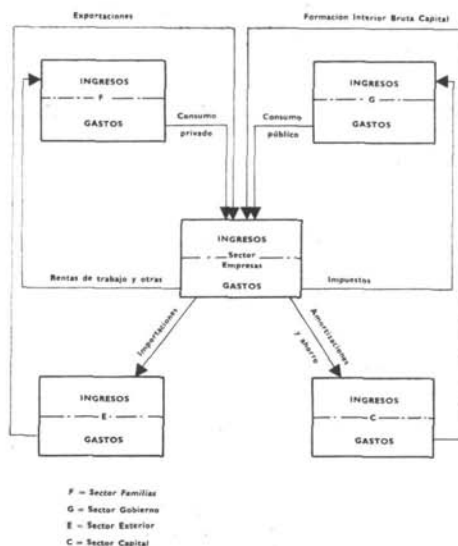 Exportaciones
Formación Interior Bruta Capital
INGRESOS
F
GASTOS
INGRESOS
G
GASTOS
Consumo
privado
Consumo
público
INGRESOS
Sector
Empresas
GASTOS
Rentas de trabajo y otras
Impuestos
Importaciones
Amortizaciones
y ahorro
INGRESOS
E
GASTOS
INGRESOS
C
GASTOS
F = Sector Familias
G = Sector Gobierno
E = Sector Exterior
C = Sector Capital